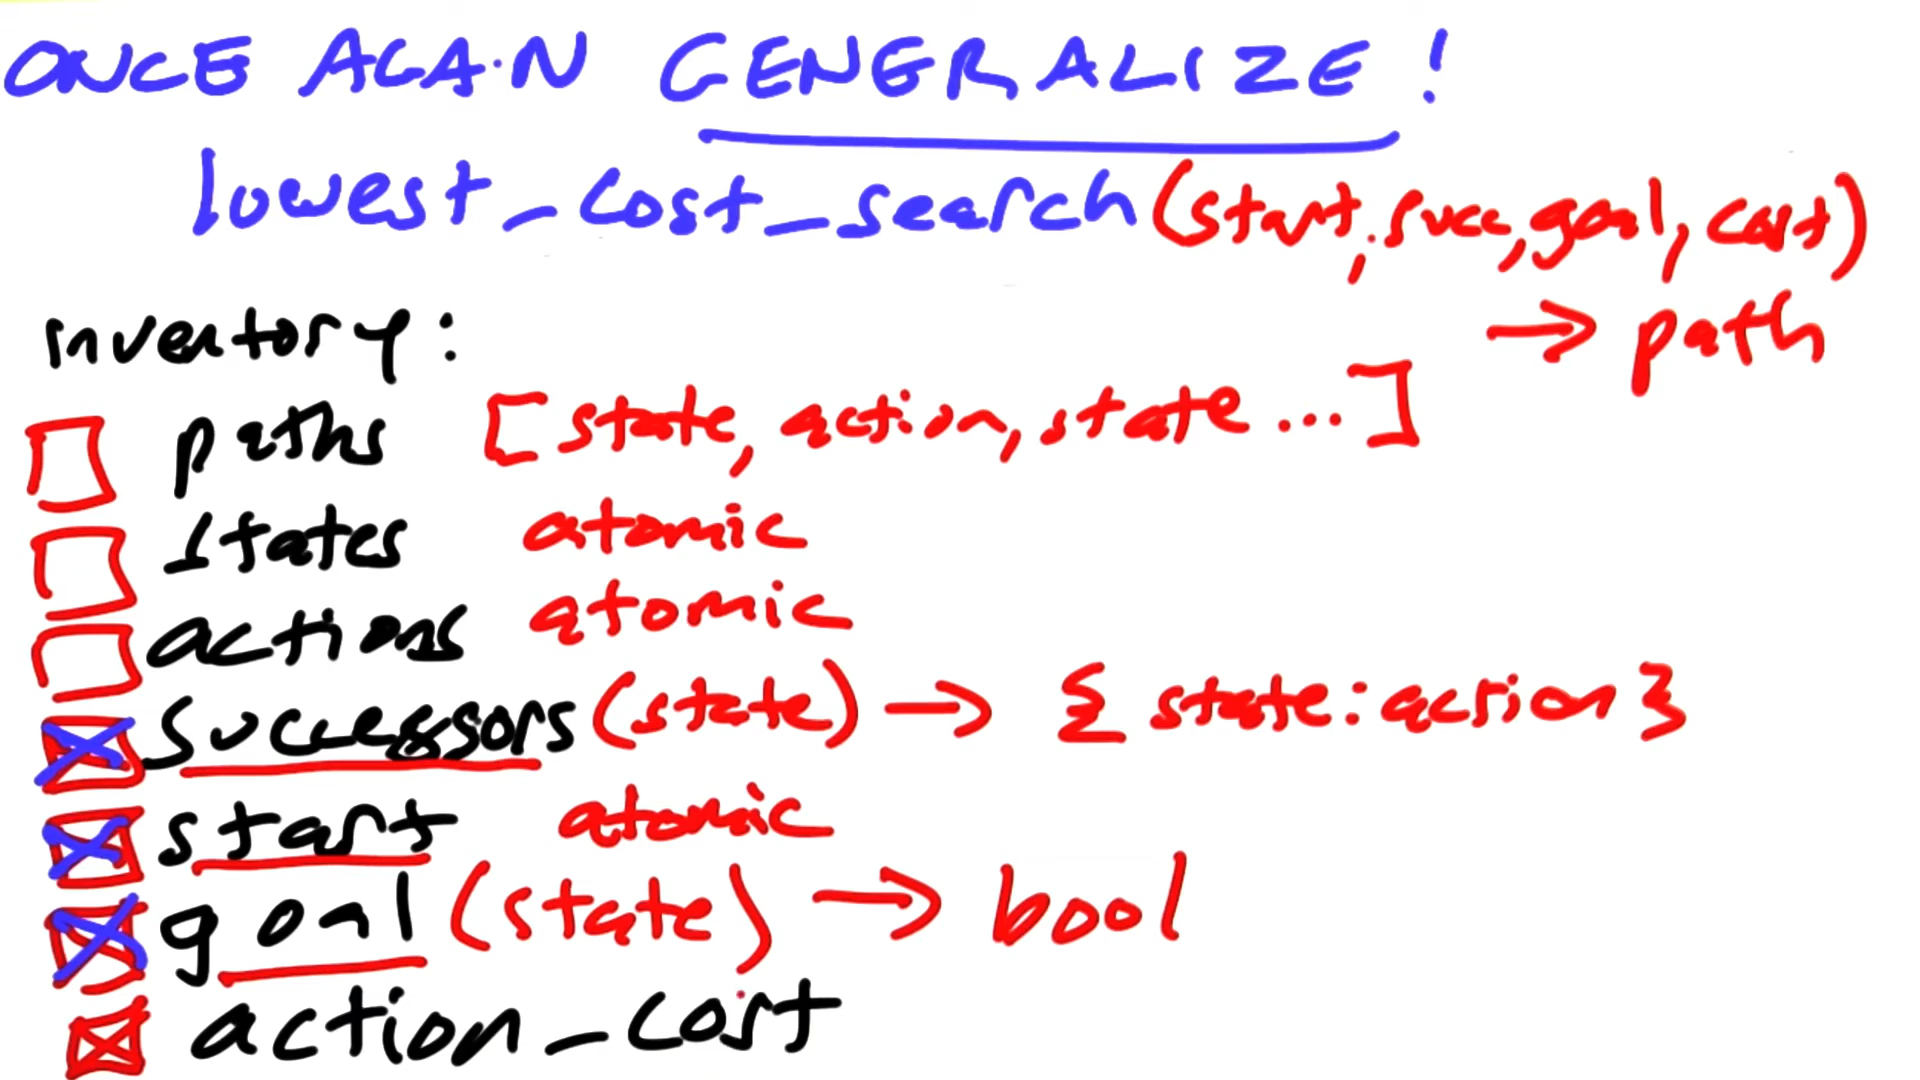 ONCE AGAIN GENERALIZE!
lowest_cost_search(start, succ, goal, cost)
→ path
inventory:
paths [state, action, state ...]
states atomic
actions atomic
successors (state) → { state:action }
start atomic
goal (state) → bool
action_cost